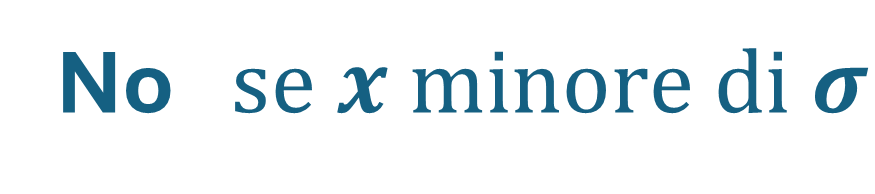 No se x minore di σ